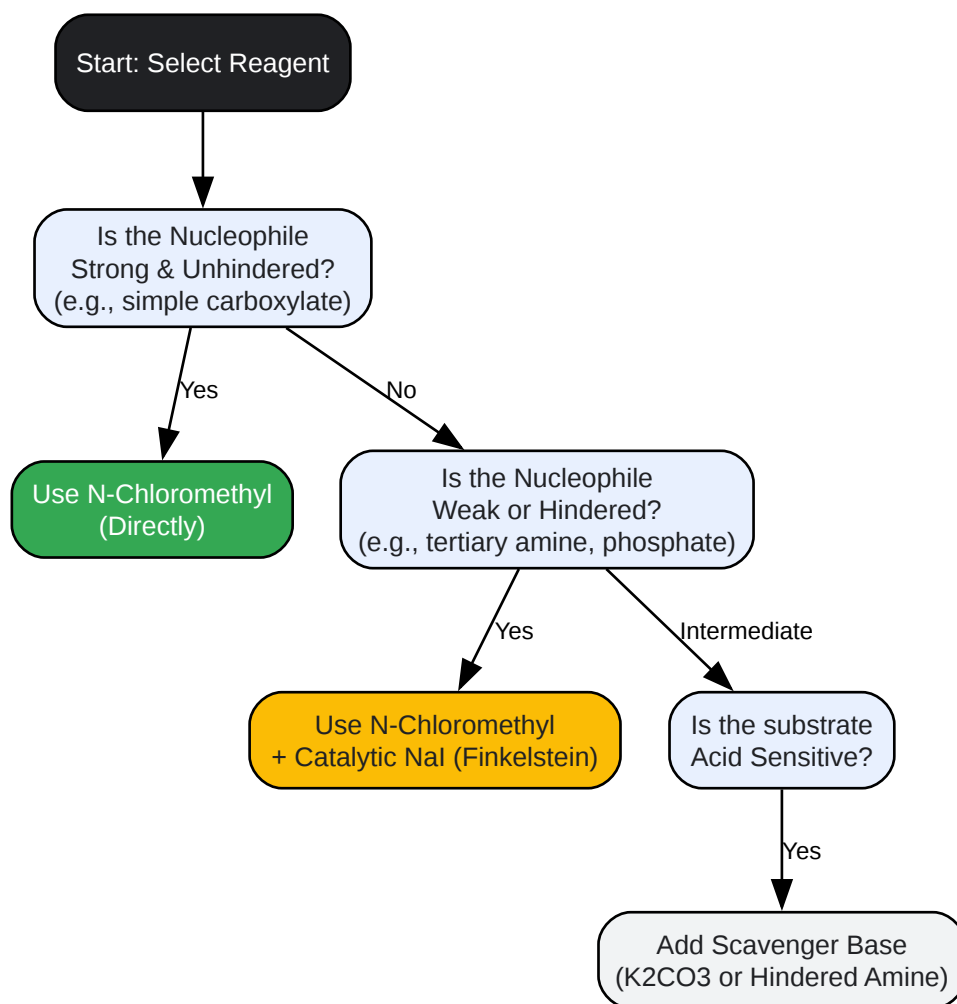 Start: Select Reagent
Is the Nucleophile
Strong & Unhindered?
(e.g., simple carboxylate)
Yes
No
Use N-Chloromethyl
(Directly)
Is the Nucleophile
Weak or Hindered?
(e.g., tertiary amine, phosphate)
Yes
Intermediate
Use N-Chloromethyl
+ Catalytic NaI (Finkelstein)
Is the substrate
Acid Sensitive?
Yes
Add Scavenger Base
(K2CO3 or Hindered Amine)